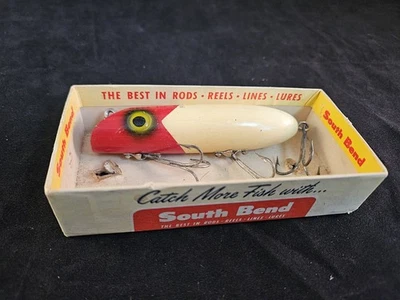 THE BEST IN RODS · REELS · LINES · LURES
South Bend
South Bend
Catch More Fish with...
South Bend
THE BEST IN RODS · REELS · LINES · LURES